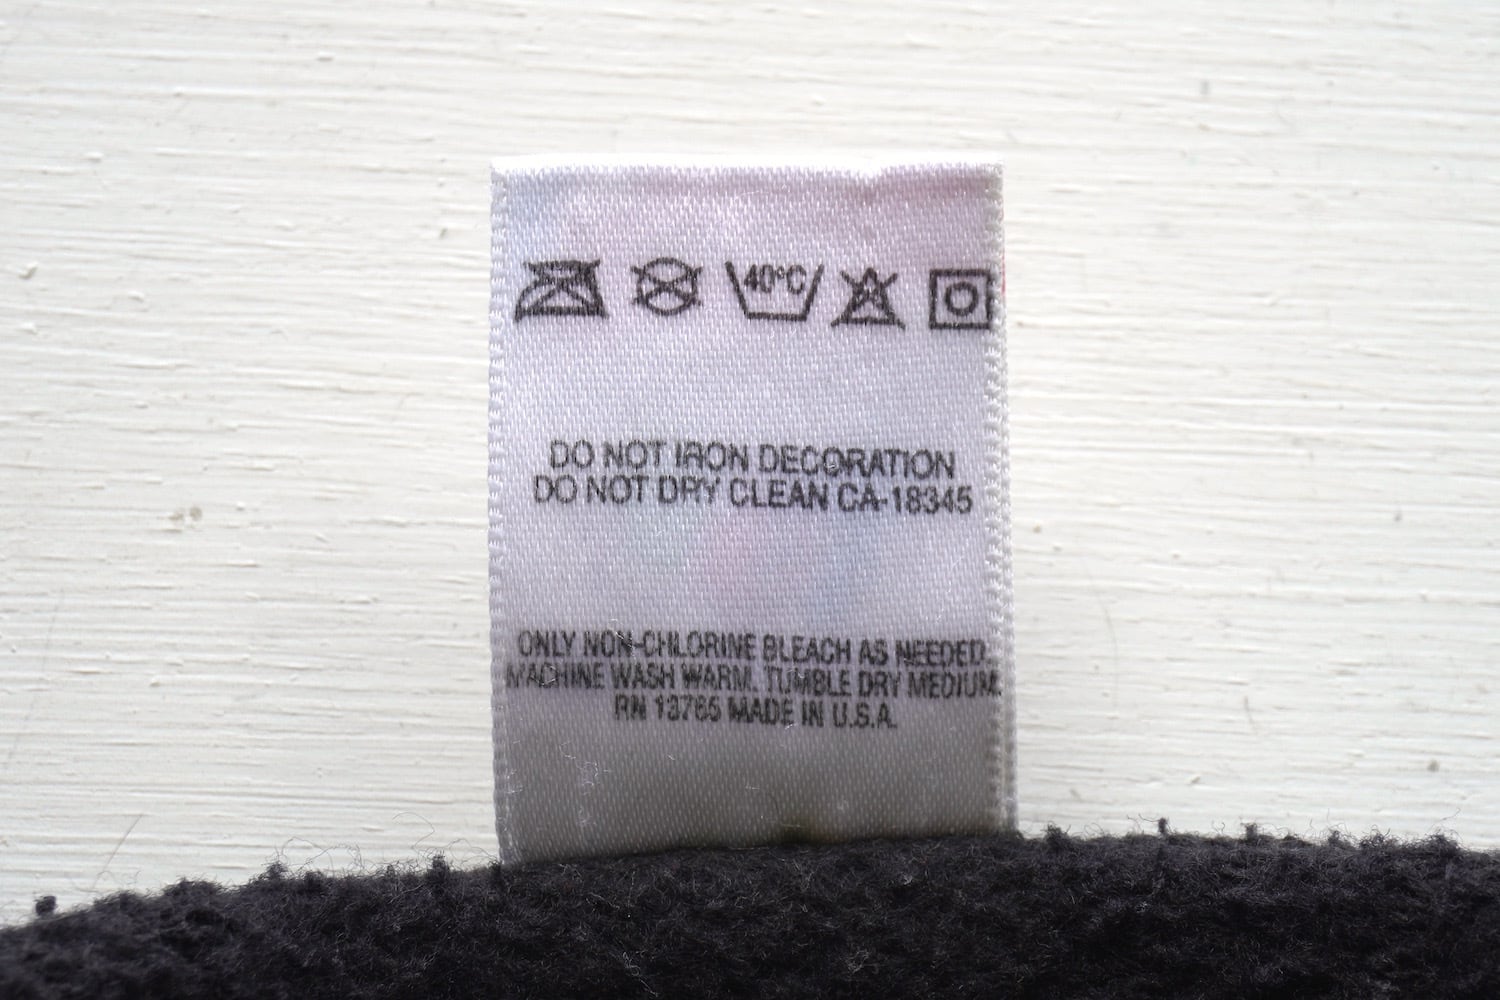 40°C
DO NOT IRON DECORATION
DO NOT DRY CLEAN CA-18345
ONLY NON-CHLORINE BLEACH AS NEEDED.
MACHINE WASH WARM. TUMBLE DRY MEDIUM.
RN 13765 MADE IN U.S.A.